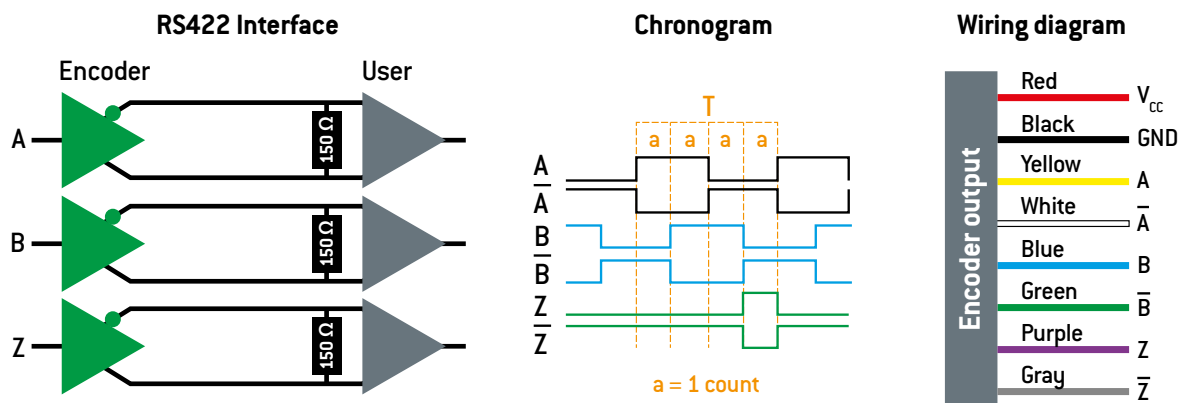 RS422 Interface
Encoder
User
A
150 Ω
B
150 Ω
Z
150 Ω
Chronogram
T
a a a a
A
A̅
B
B̅
Z
Z̅
a = 1 count
Wiring diagram
Encoder output
Red V_cc
Black GND
Yellow A
White A̅
Blue B
Green B̅
Purple Z
Gray Z̅